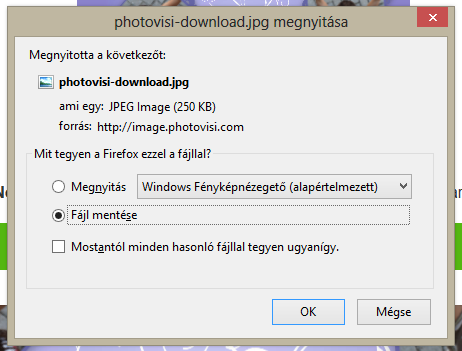 photovisi-download.jpg megnyitása
Megnyitotta a következőt:
photovisi-download.jpg
ami egy: JPEG Image (250 KB)
forrás: http://image.photovisi.com
Mit tegyen a Firefox ezzel a fájllal?
Megnyitás Windows Fényképnézegető (alapértelmezett)
Fájl mentése
Mostantól minden hasonló fájllal tegyen ugyanígy.
OK Mégse